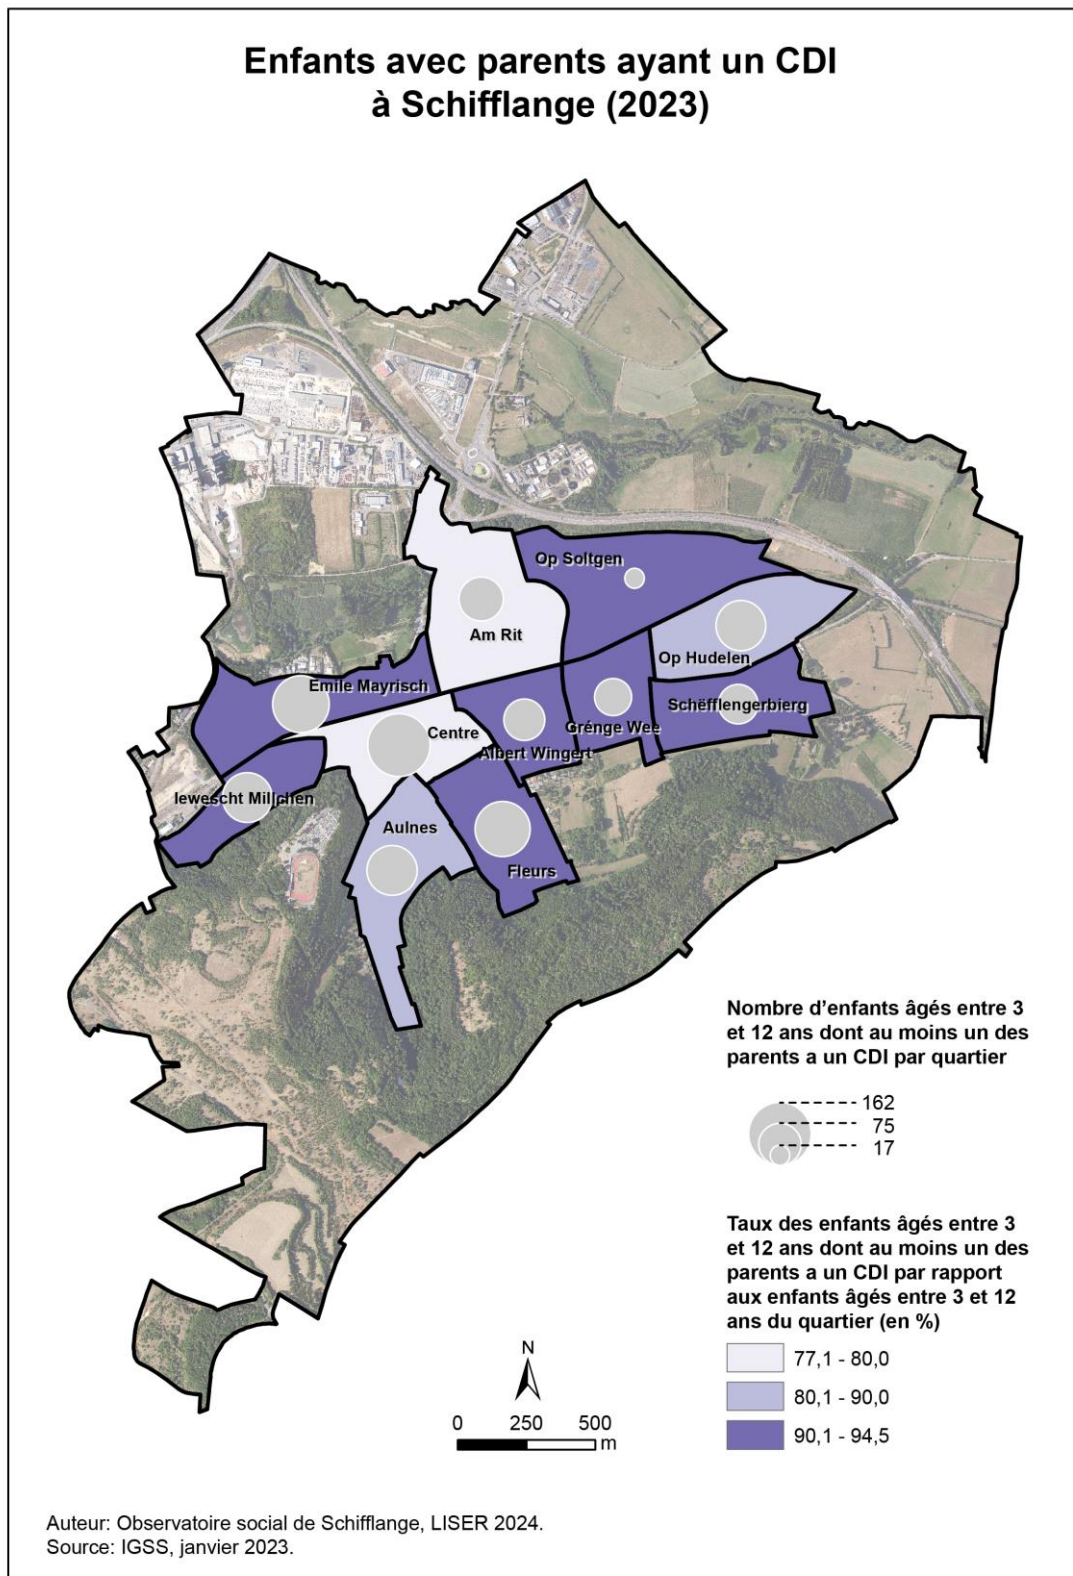 Enfants avec parents ayant un CDI
à Schifflange (2023)
Op Soltgen
Am Rit
Op Hudelen
Emile Mayrisch
Schëfflengerbierg
Grénge Wee
Centre
Albert Wingert
Iewescht Millchen
Aulnes
Fleurs
Nombre d'enfants âgés entre 3
et 12 ans dont au moins un des
parents a un CDI par quartier
162
75
17
Taux des enfants âgés entre 3
et 12 ans dont au moins un des
parents a un CDI par rapport
aux enfants âgés entre 3 et 12
ans du quartier (en %)
77,1 - 80,0
80,1 - 90,0
90,1 - 94,5
N
0 250 500
m
Auteur: Observatoire social de Schifflange, LISER 2024.
Source: IGSS, janvier 2023.